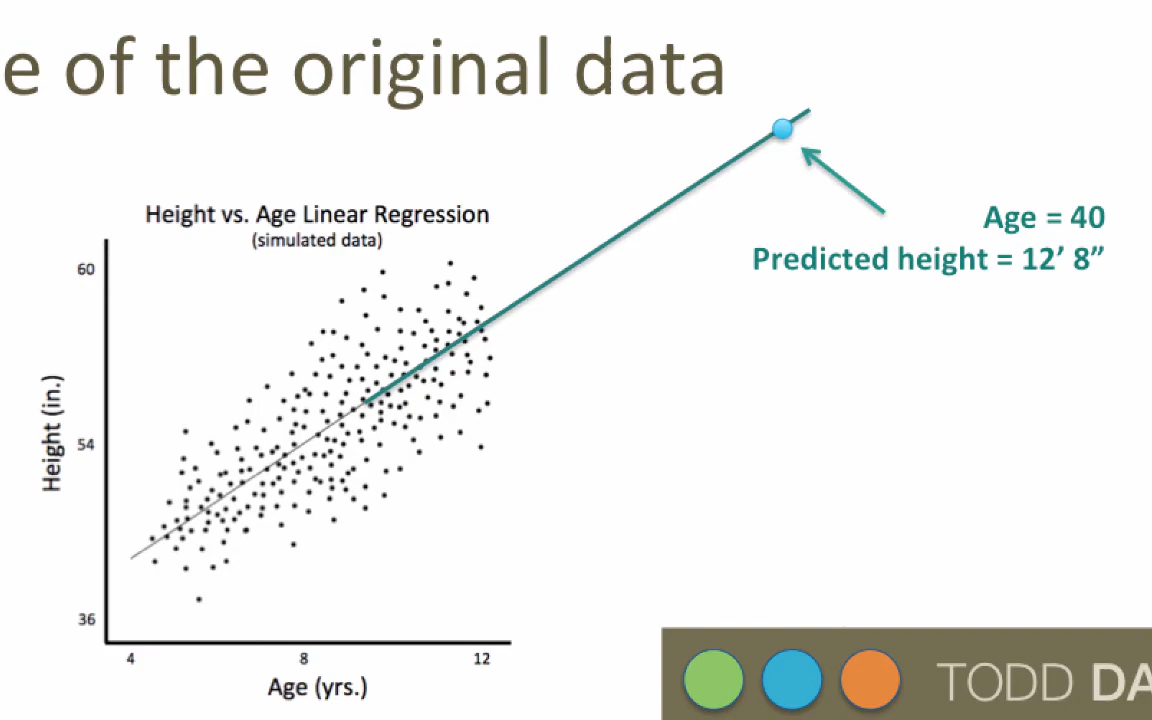 e of the original data
Height vs. Age Linear Regression
(simulated data)
Age = 40
Predicted height = 12’ 8”
60
54
36
Height (in.)
4 8 12
Age (yrs.)
TODD DA